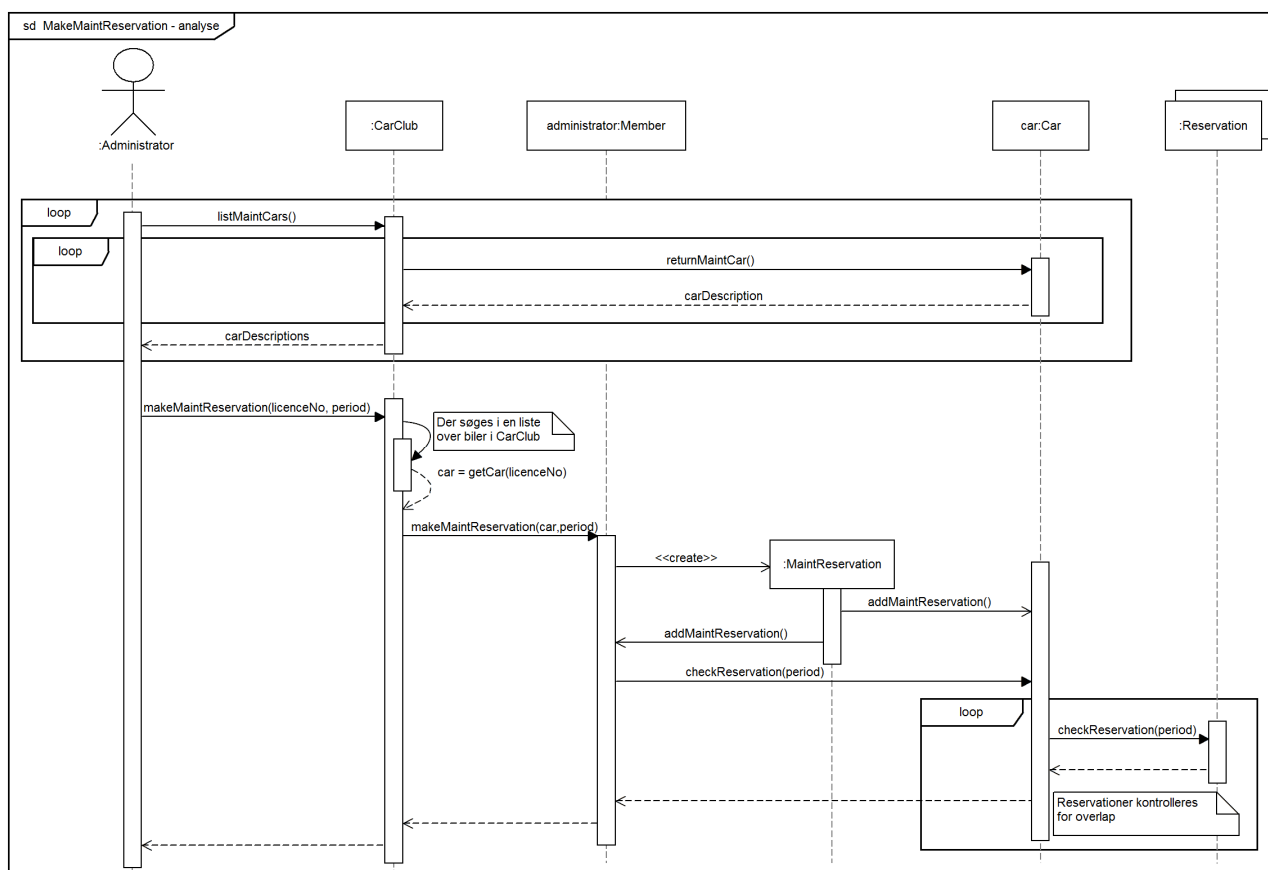 sd MakeMaintReservation - analyse
:Administrator
:CarClub
administrator:Member
car:Car
:Reservation
loop
listMaintCars()
loop
returnMaintCar()
carDescription
carDescriptions
makeMaintReservation(licenceNo, period)
Der søges i en liste
over biler i CarClub
car = getCar(licenceNo)
makeMaintReservation(car,period)
<<create>>
:MaintReservation
addMaintReservation()
addMaintReservation()
checkReservation(period)
loop
checkReservation(period)
Reservationer kontrolleres
for overlap